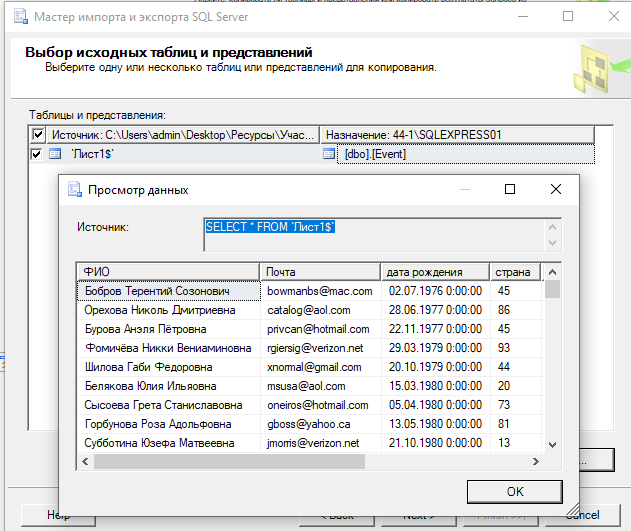 Мастер импорта и экспорта SQL Server
Выбор исходных таблиц и представлений
Выберите одну или несколько таблиц или представлений для копирования.
Таблицы и представления:
Источник: C:\Users\admin\Desktop\Ресурсы\Учас... Назначение: 44-1\SQLEXPRESS01
`Лист1$` [dbo].[Event]
Просмотр данных
Источник: SELECT * FROM `Лист1$`
ФИО Почта дата рождения страна
Бобров Терентий Созонович bowmanbs@mac.com 02.07.1976 0:00:00 45
Орехова Николь Дмитриевна catalog@aol.com 28.06.1977 0:00:00 86
Бурова Анэля Пётровна privcan@hotmail.com 22.11.1977 0:00:00 45
Фомичёва Никки Вениаминовна rgiersig@verizon.net 29.03.1979 0:00:00 93
Шилова Габи Федоровна xnormal@gmail.com 20.10.1979 0:00:00 44
Белякова Юлия Ильяовна msusa@aol.com 15.03.1980 0:00:00 20
Сысоева Грета Станиславовна oneiros@hotmail.com 05.04.1980 0:00:00 73
Горбунова Роза Адольфовна gboss@yahoo.ca 13.05.1980 0:00:00 81
Субботина Юзефа Матвеевна jmorris@verizon.net 21.10.1980 0:00:00 13
OK
...
Help < Back Next > Finish >>| Cancel